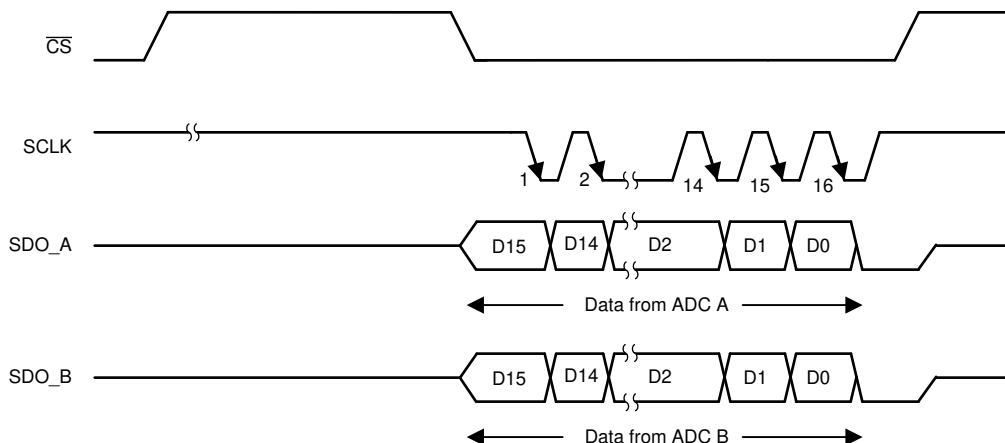 CS
SCLK
1 2 14 15 16
SDO_A
D15 D14 D2 D1 D0
Data from ADC A
SDO_B
D15 D14 D2 D1 D0
Data from ADC B